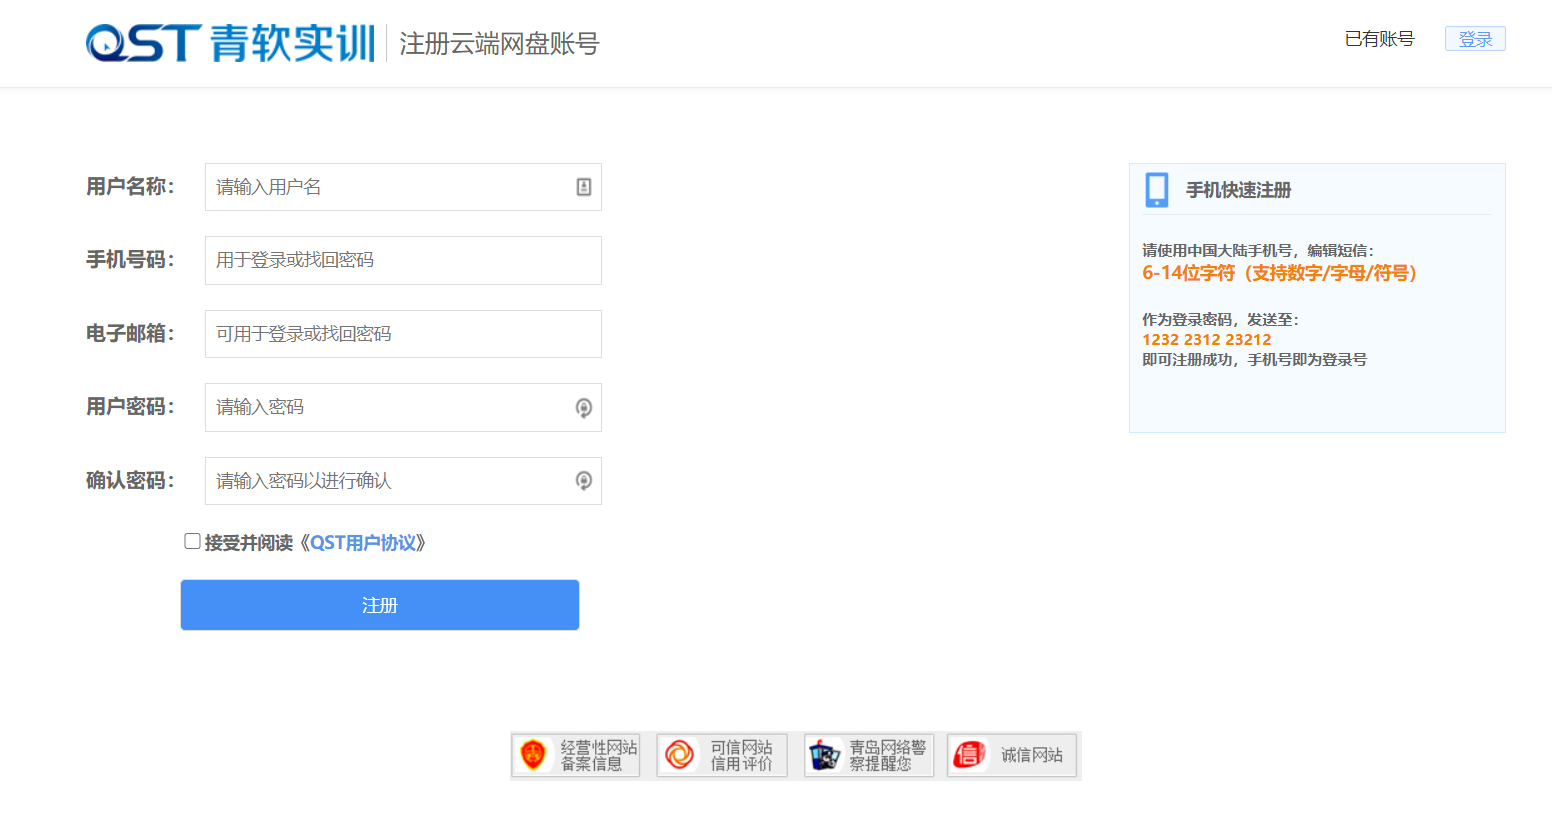 QST 青软实训 注册云端网盘账号
已有账号 登录
用户名称： 请输入用户名
手机号码： 用于登录或找回密码
电子邮箱： 可用于登录或找回密码
用户密码： 请输入密码
确认密码： 请输入密码以进行确认
接受并阅读《QST用户协议》
注册
手机快速注册
请使用中国大陆手机号，编辑短信：
6-14位字符（支持数字/字母/符号）
作为登录密码，发送至：
1232 2312 23212
即可注册成功，手机号即为登录号
经营性网站
备案信息
可信网站
信用评价
青岛网络警
察提醒您
信 诚信网站